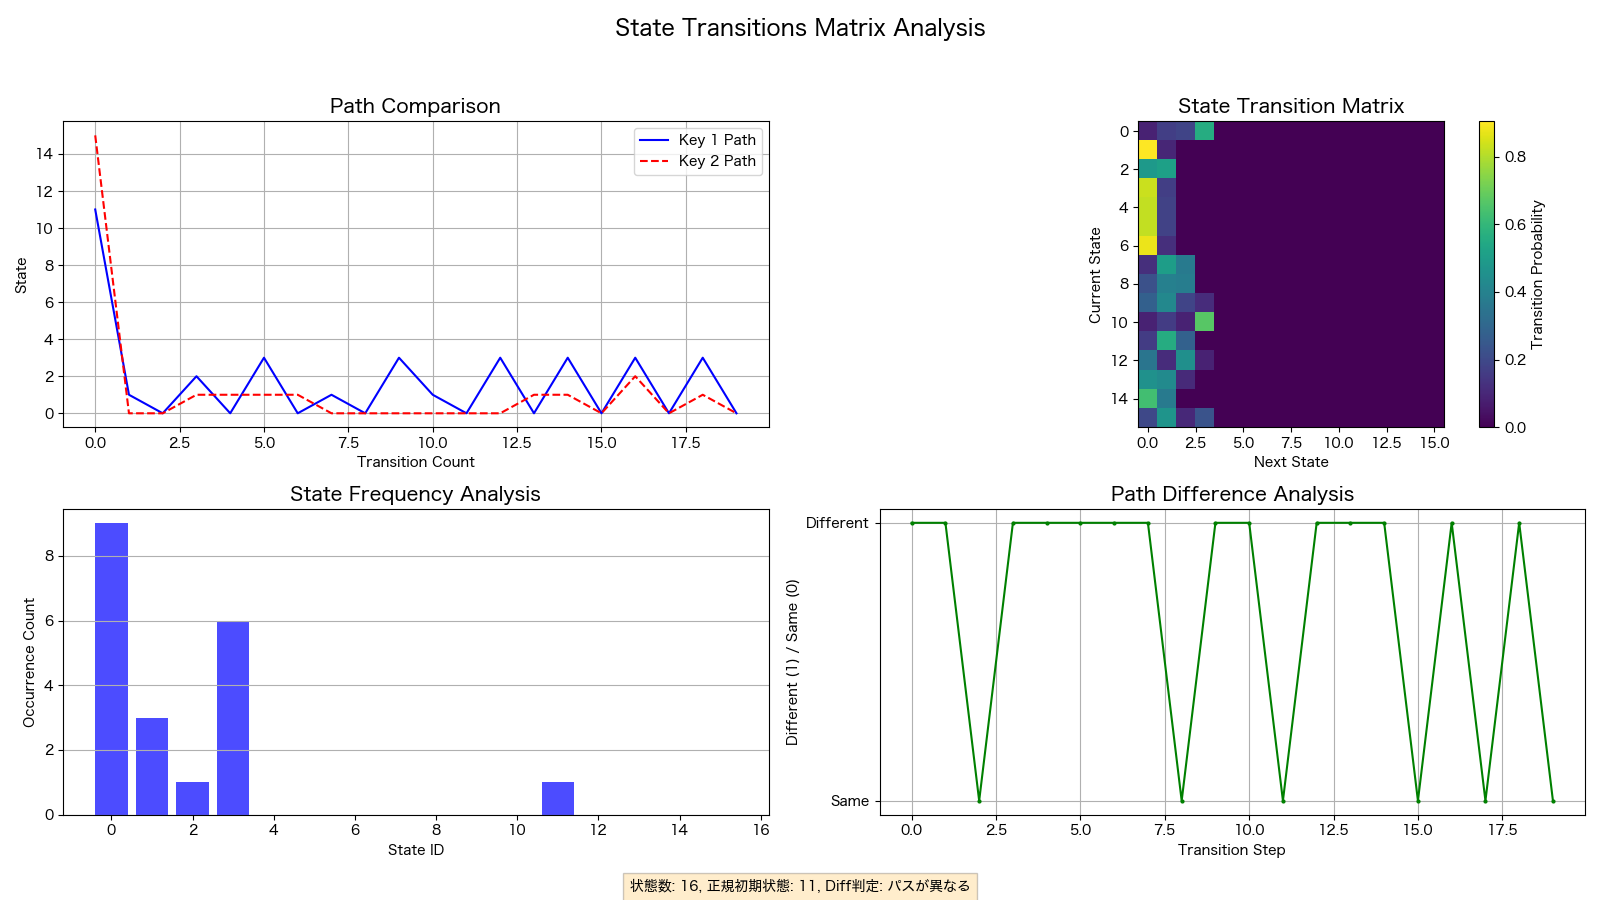 State Transitions Matrix Analysis
Path Comparison
State
14
12
10
8
6
4
2
0
Key 1 Path
Key 2 Path
0.0 2.5 5.0 7.5 10.0 12.5 15.0 17.5
Transition Count
State Transition Matrix
Current State
0
2
4
6
8
10
12
14
0.0 2.5 5.0 7.5 10.0 12.5 15.0
Next State
0.8
0.6
0.4
0.2
0.0
Transition Probability
State Frequency Analysis
Occurrence Count
8
6
4
2
0
0 2 4 6 8 10 12 14 16
State ID
Path Difference Analysis
Different (1) / Same (0)
Different
Same
0.0 2.5 5.0 7.5 10.0 12.5 15.0 17.5
Transition Step
状態数: 16, 正規初期状態: 11, Diff判定: パスが異なる